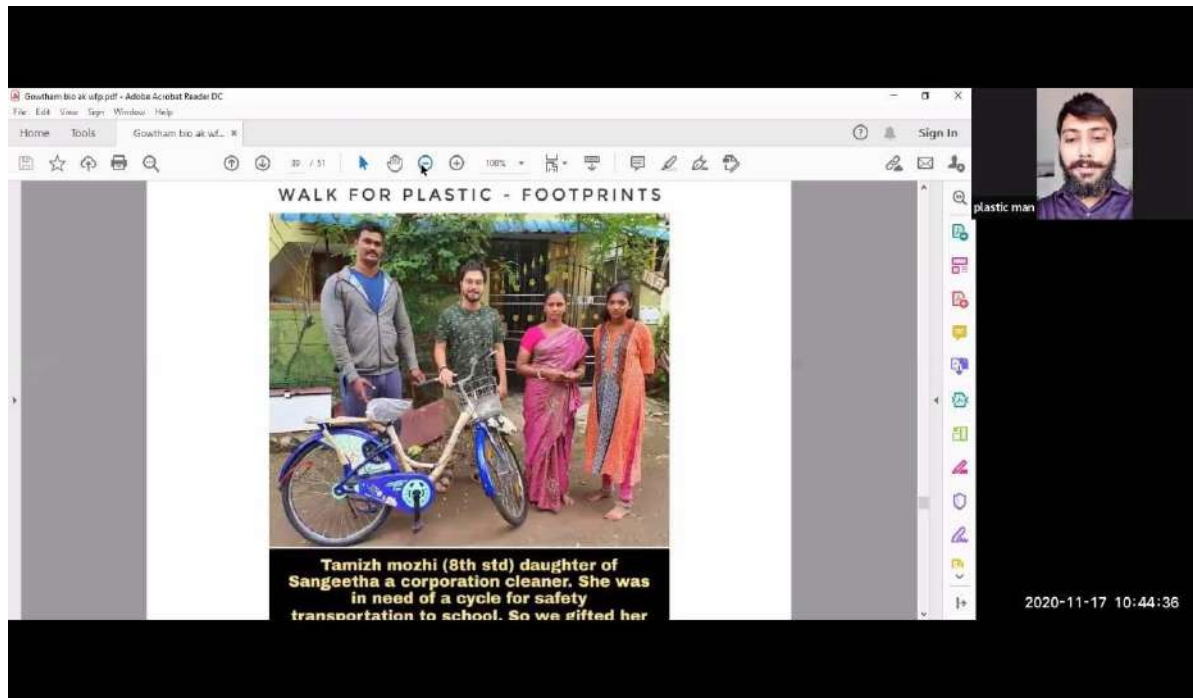 Gowtham bio ak wfp.pdf - Adobe Acrobat Reader DC
File Edit View Sign Window Help
Home Tools Gowtham bio ak wf... × Sign In
39 / 51 100%
WALK FOR PLASTIC - FOOTPRINTS
plastic man
Tamizh mozhi (8th std) daughter of
Sangeetha a corporation cleaner. She was
in need of a cycle for safety
transportation to school. So we gifted her
2020-11-17 10:44:36